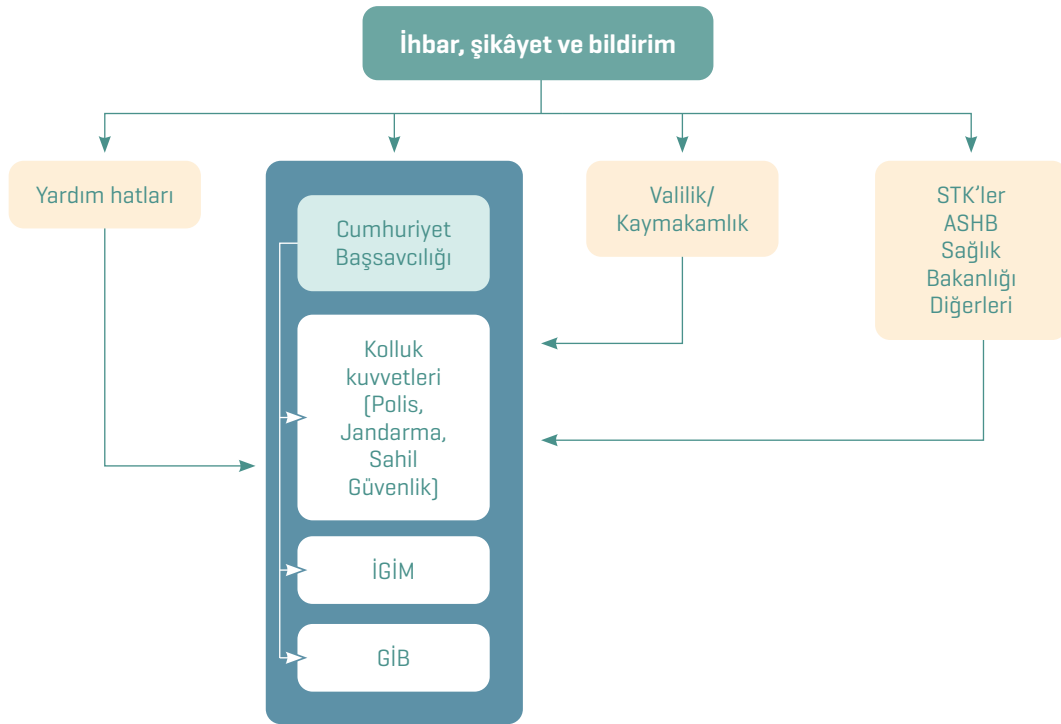 İhbar, şikâyet ve bildirim
Yardım hatları
Cumhuriyet
Başsavcılığı
Kolluk
kuvvetleri
(Polis,
Jandarma,
Sahil
Güvenlik)
İGİM
GİB
Valilik/
Kaymakamlık
STK’ler
ASHB
Sağlık
Bakanlığı
Diğerleri